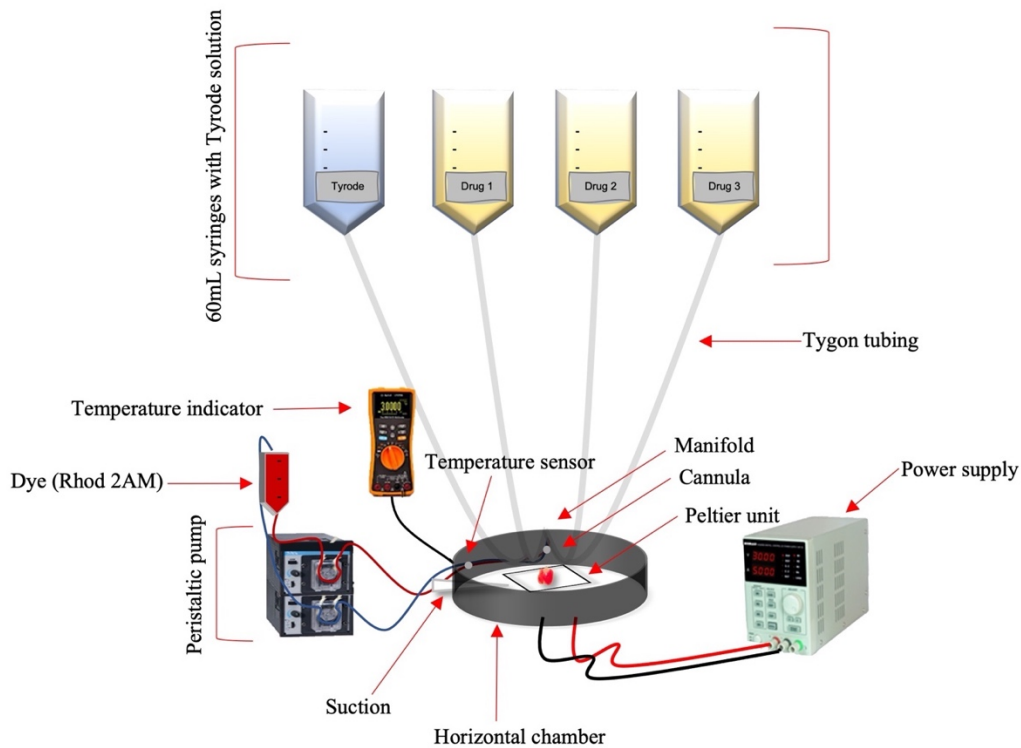 60mL syringes with Tyrode solution
Tyrode
Drug 1
Drug 2
Drug 3
Tygon tubing
Temperature indicator
Temperature sensor
Manifold
Cannula
Peltier unit
Power supply
Dye (Rhod 2AM)
Peristaltic pump
Suction
Horizontal chamber